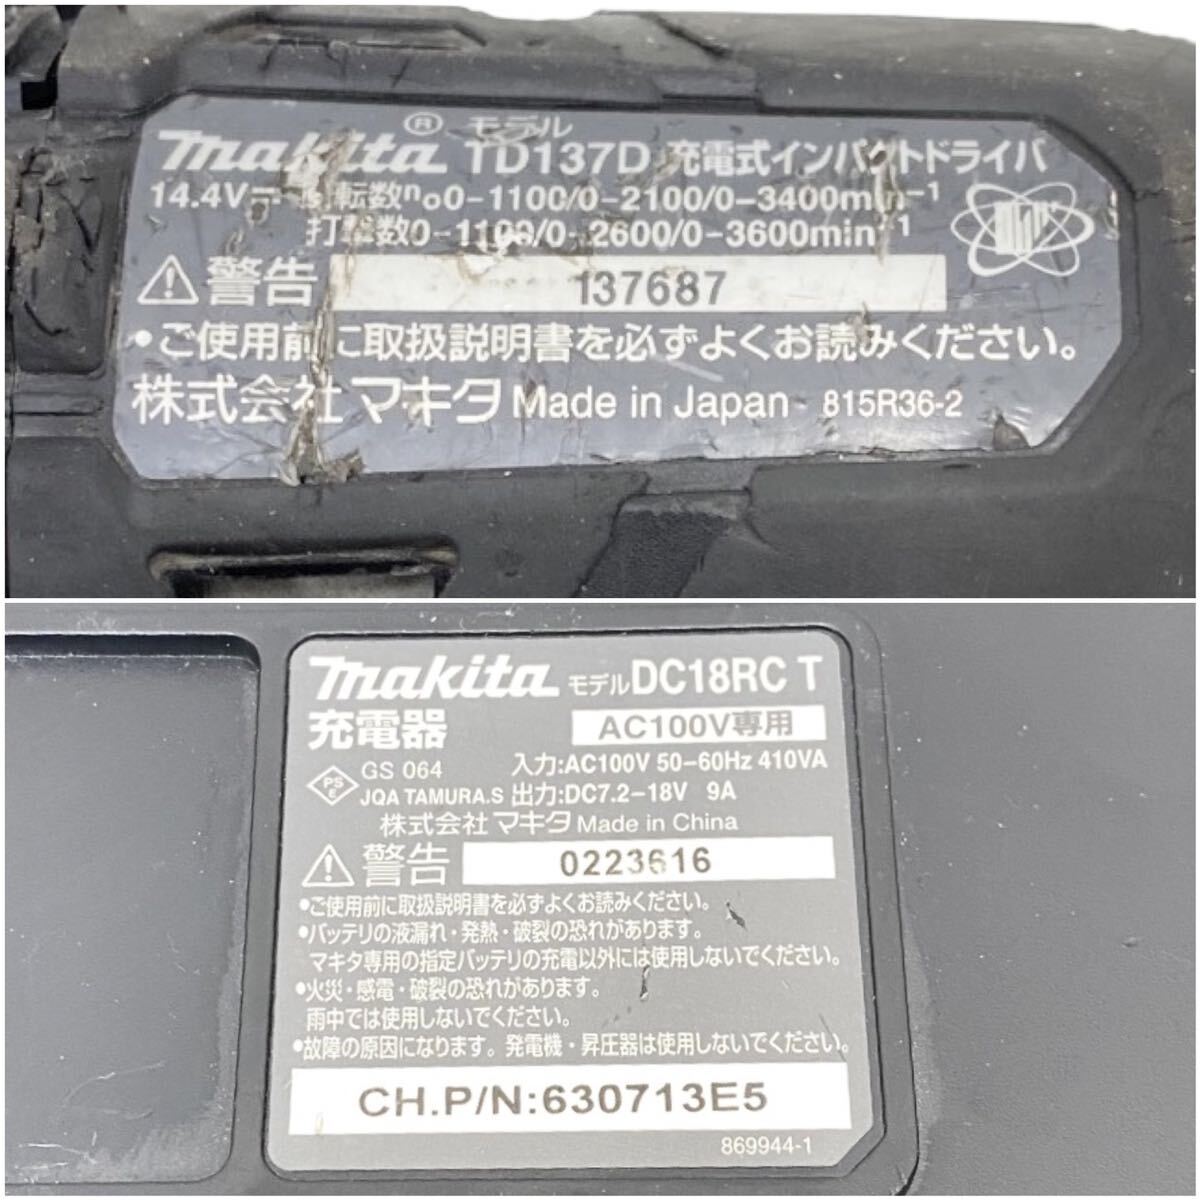 makita® モデル TD137D 充電式インパクトドライバ
14.4V 転数no0-1100/0-2100/0-3400min-1
打撃数0-1100/0-2600/0-3600min-1
警告 137687
•ご使用前に取扱説明書を必ずよくお読みください。
株式会社マキタ Made in Japan 815R36-2
makita モデルDC18RC T
充電器 AC100V専用
PSE GS 064 入力:AC100V 50-60Hz 410VA
JQA TAMURA.S 出力:DC7.2-18V 9A
株式会社マキタ Made in China
警告 0223616
•ご使用前に取扱説明書を必ずよくお読みください。
•バッテリの液漏れ・発熱・破裂の恐れがあります。
マキタ専用の指定バッテリの充電以外には使用しないでください。
•火災・感電・破裂の恐れがあります。
雨中では使用しないでください。
•故障の原因になります。発電機・昇圧器は使用しないでください。
CH.P/N:630713E5
869944-1